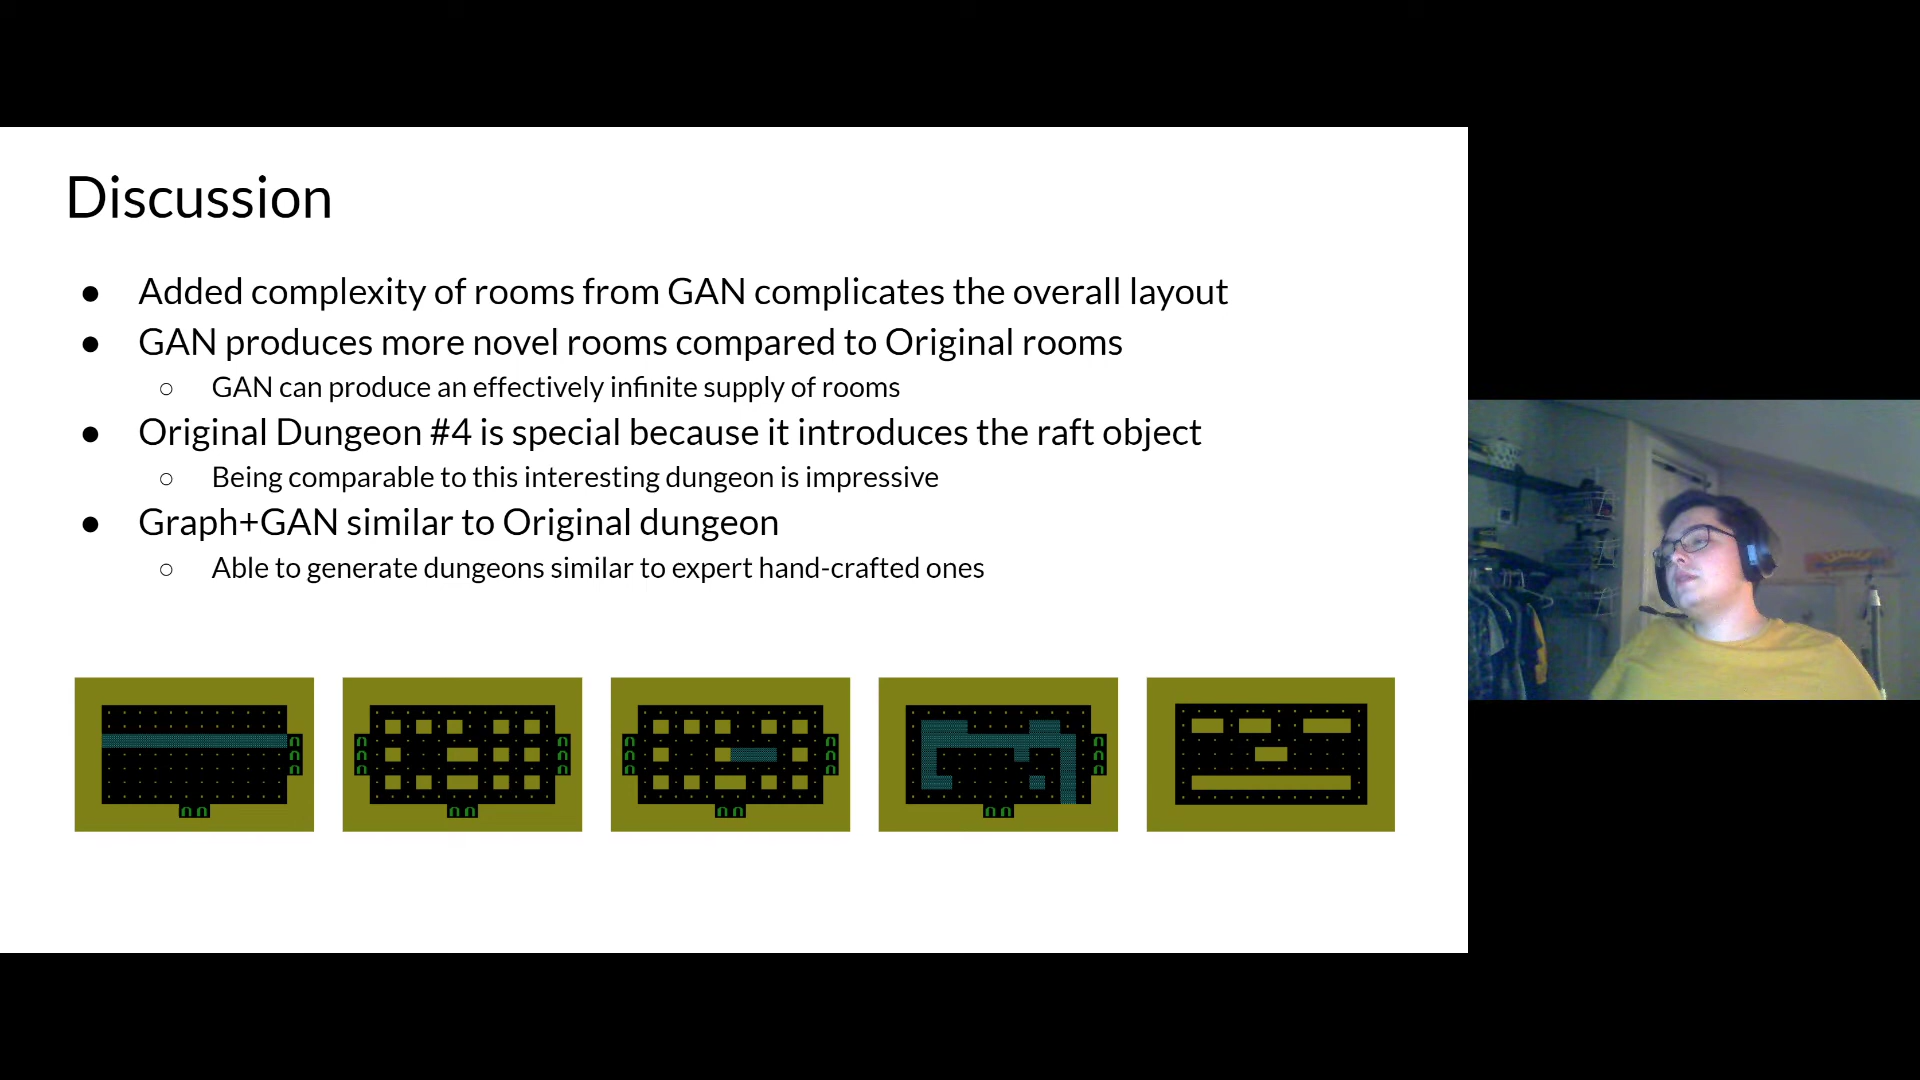 Discussion
● Added complexity of rooms from GAN complicates the overall layout
● GAN produces more novel rooms compared to Original rooms
○ GAN can produce an effectively infinite supply of rooms
● Original Dungeon #4 is special because it introduces the raft object
○ Being comparable to this interesting dungeon is impressive
● Graph+GAN similar to Original dungeon
○ Able to generate dungeons similar to expert hand-crafted ones